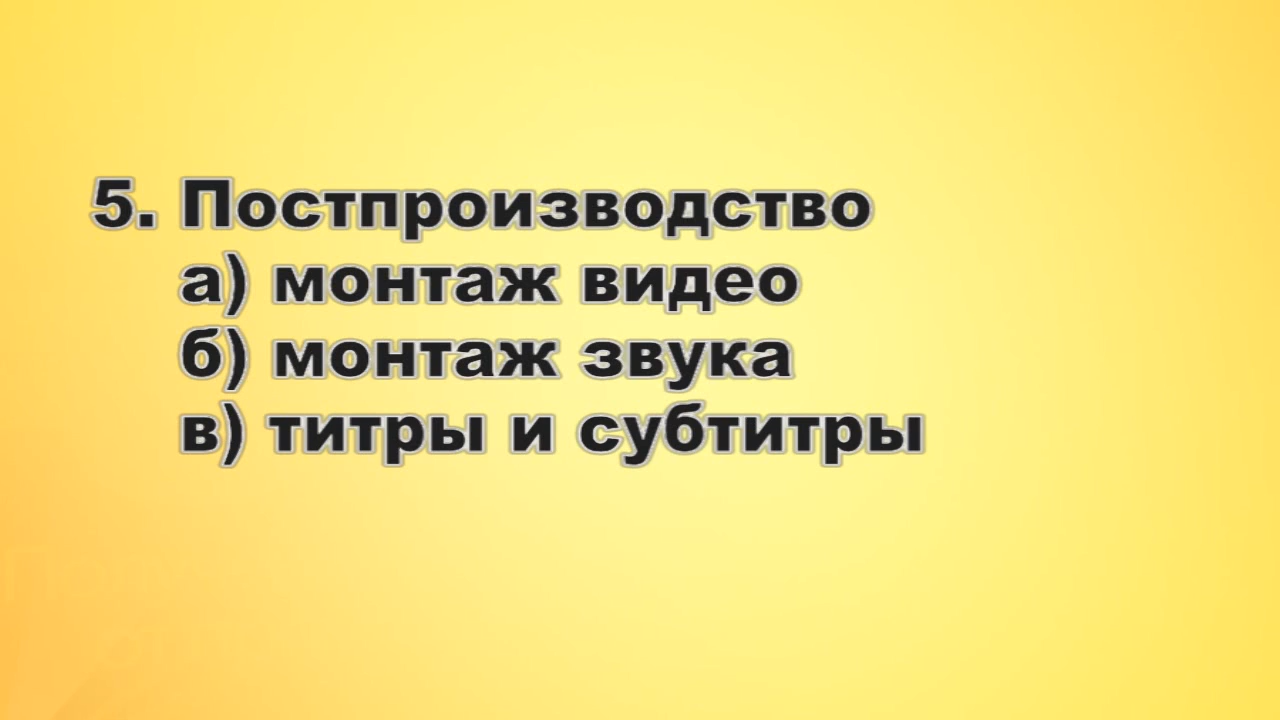 5. Постпроизводство
а) монтаж видео
б) монтаж звука
в) титры и субтитры